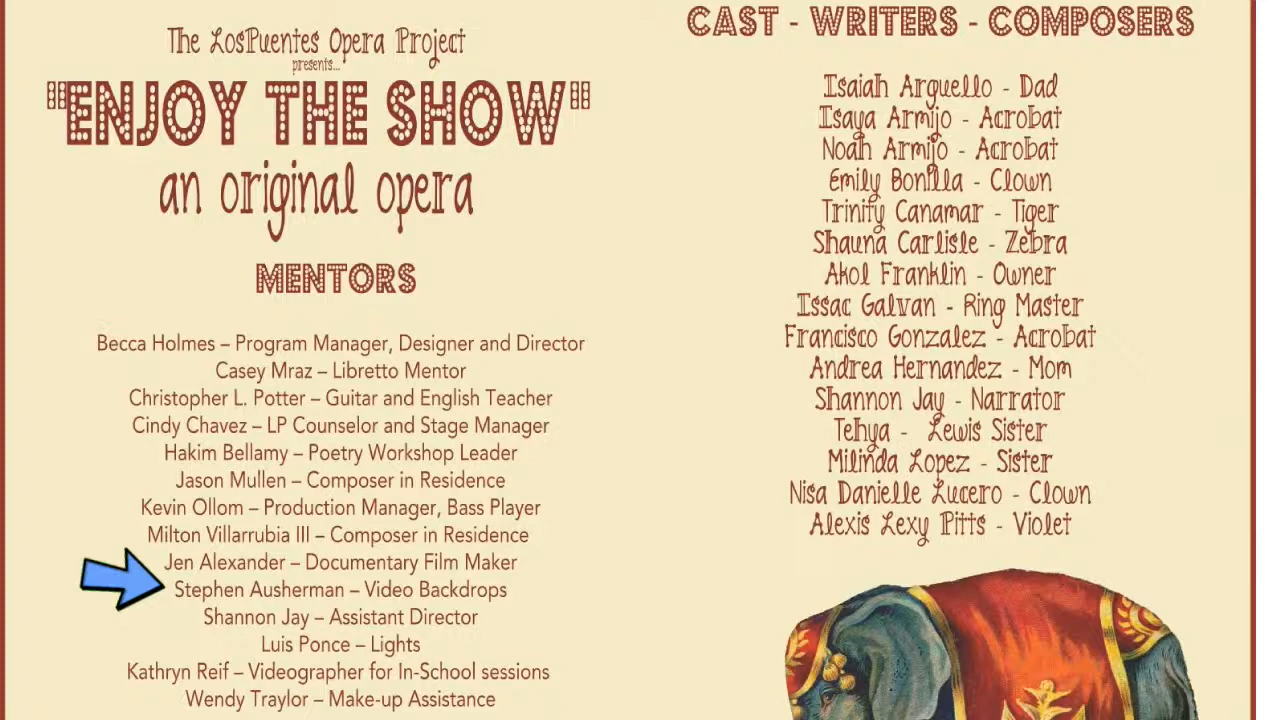 The LosPuentes Opera Project
presents...
"ENJOY THE SHOW"
an original opera
MENTORS
Becca Holmes – Program Manager, Designer and Director
Casey Mraz – Libretto Mentor
Christopher L. Potter – Guitar and English Teacher
Cindy Chavez – LP Counselor and Stage Manager
Hakim Bellamy – Poetry Workshop Leader
Jason Mullen – Composer in Residence
Kevin Ollom – Production Manager, Bass Player
Milton Villarrubia III – Composer in Residence
Jen Alexander – Documentary Film Maker
Stephen Ausherman – Video Backdrops
Shannon Jay – Assistant Director
Luis Ponce – Lights
Kathryn Reif – Videographer for In-School sessions
Wendy Traylor – Make-up Assistance
CAST - WRITERS - COMPOSERS
Isaiah Arguello - Dad
Isaya Armijo - Acrobat
Noah Armijo - Acrobat
Emily Bonilla - Clown
Trinity Canamar - Tiger
Shauna Carlisle - Zebra
Akol Franklin - Owner
Issac Galvan - Ring Master
Francisco Gonzalez - Acrobat
Andrea Hernandez - Mom
Shannon Jay - Narrator
Telhya - Lewis Sister
Milinda Lopez - Sister
Nisa Danielle Lucero - Clown
Alexis Lexy Pitts - Violet